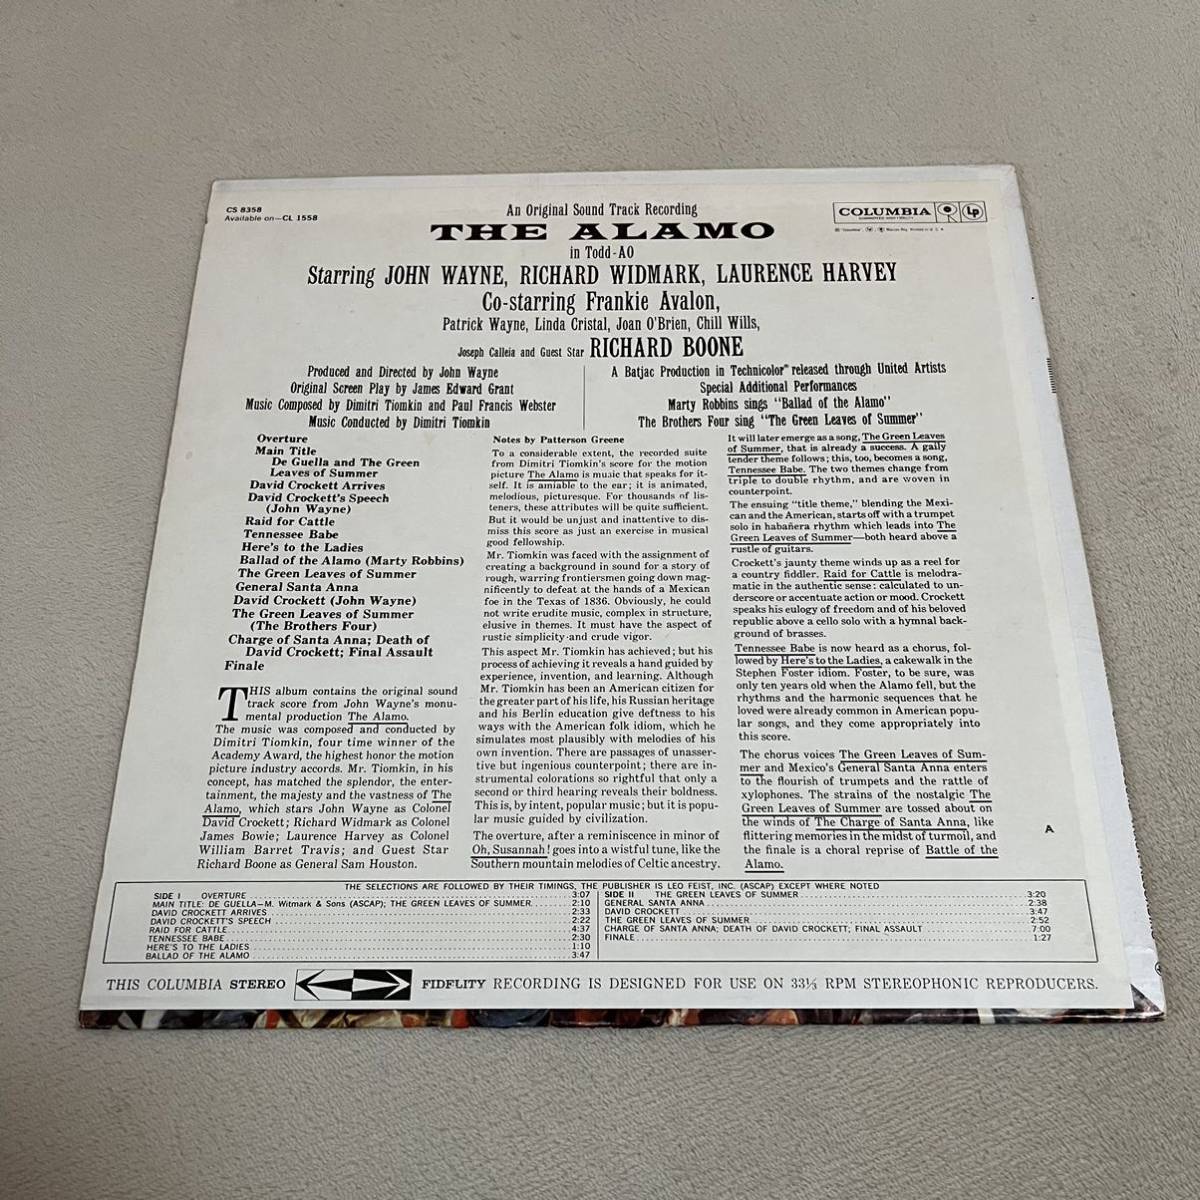 CS 8358
Available on—CL 1558
An Original Sound Track Recording
COLUMBIA
LP
THE ALAMO
in Todd-AO
Starring JOHN WAYNE, RICHARD WIDMARK, LAURENCE HARVEY
Co-starring Frankie Avalon,
Patrick Wayne, Linda Cristal, Joan O'Brien, Chill Wills,
Joseph Calleia and Guest Star RICHARD BOONE
Produced and Directed by John Wayne
Original Screen Play by James Edward Grant
Music Composed by Dimitri Tiomkin and Paul Francis Webster
Music Conducted by Dimitri Tiomkin
A Batjac Production in Technicolor® released through United Artists
Special Additional Performances
Marty Robbins sings "Ballad of the Alamo"
The Brothers Four sing "The Green Leaves of Summer"
Overture
Main Title
De Guella and The Green
Leaves of Summer
David Crockett Arrives
David Crockett's Speech
(John Wayne)
Raid for Cattle
Tennessee Babe
Here's to the Ladies
Ballad of the Alamo (Marty Robbins)
The Green Leaves of Summer
General Santa Anna
David Crockett (John Wayne)
The Green Leaves of Summer
(The Brothers Four)
Charge of Santa Anna; Death of
David Crockett; Final Assault
Finale
THIS album contains the original sound
track score from John Wayne's monu-
mental production The Alamo.
The music was composed and conducted by
Dimitri Tiomkin, four time winner of the
Academy Award, the highest honor the motion
picture industry accords. Mr. Tiomkin, in his
concept, has matched the splendor, the enter-
tainment, the majesty and the vastness of The
Alamo, which stars John Wayne as Colonel
David Crockett; Richard Widmark as Colonel
James Bowie; Laurence Harvey as Colonel
William Barret Travis; and Guest Star
Richard Boone as General Sam Houston.
Notes by Patterson Greene
To a considerable extent, the recorded suite
from Dimitri Tiomkin's score for the motion
picture The Alamo is music that speaks for it-
self. It is amiable to the ear; it is animated,
melodious, picturesque. For thousands of lis-
teners, these attributes will be quite sufficient.
But it would be unjust and inattentive to dis-
miss this score as just an exercise in musical
good fellowship.
Mr. Tiomkin was faced with the assignment of
creating a background in sound for a story of
rough, warring frontiersmen going down mag-
nificently to defeat at the hands of a Mexican
foe in the Texas of 1836. Obviously, he could
not write erudite music, complex in structure,
elusive in themes. It must have the aspect of
rustic simplicity and crude vigor.
This aspect Mr. Tiomkin has achieved; but his
process of achieving it reveals a hand guided by
experience, invention, and learning. Although
Mr. Tiomkin has been an American citizen for
the greater part of his life, his Russian heritage
and his Berlin education give deftness to his
ways with the American folk idiom, which he
simulates most plausibly with melodies of his
own invention. There are passages of unasser-
tive but ingenious counterpoint; there are in-
strumental colorations so rightful that only a
second or third hearing reveals their boldness.
This is, by intent, popular music; but it is popu-
lar music guided by civilization.
The overture, after a reminiscence in minor of
Oh, Susannah! goes into a wistful tune, like the
Southern mountain melodies of Celtic ancestry.
It will later emerge as a song, The Green Leaves
of Summer, that is already a success. A gaily
tender theme follows; this, too, becomes a song,
Tennessee Babe. The two themes change from
triple to double rhythm, and are woven in
counterpoint.
The ensuing "title theme," blending the Mexi-
can and the American, starts off with a trumpet
solo in habañera rhythm which leads into The
Green Leaves of Summer—both heard above a
rustle of guitars.
Crockett's jaunty theme winds up as a reel for
a country fiddler. Raid for Cattle is melodra-
matic in the authentic sense: calculated to un-
derscore or accentuate action or mood. Crockett
speaks his eulogy of freedom and of his beloved
republic above a cello solo with a hymnal back-
ground of brasses.
Tennessee Babe is now heard as a chorus, fol-
lowed by Here's to the Ladies, a cakewalk in the
Stephen Foster idiom. Foster, to be sure, was
only ten years old when the Alamo fell, but the
rhythms and the harmonic sequences that he
loved were already common in American popu-
lar songs, and they come appropriately into
this score.
The chorus voices The Green Leaves of Sum-
mer and Mexico's General Santa Anna enters
to the flourish of trumpets and the rattle of
xylophones. The strains of the nostalgic The
Green Leaves of Summer are tossed about on
the winds of The Charge of Santa Anna, like
flittering memories in the midst of turmoil, and
the finale is a choral reprise of Battle of the
Alamo.
A
THE SELECTIONS ARE FOLLOWED BY THEIR TIMINGS, THE PUBLISHER IS LEO FEIST, INC. (ASCAP) EXCEPT WHERE NOTED
SIDE I OVERTURE 3:07
MAIN TITLE: DE GUELLA—M. Witmark & Sons (ASCAP); THE GREEN LEAVES OF SUMMER 2:10
DAVID CROCKETT ARRIVES 2:33
DAVID CROCKETT'S SPEECH 2:22
RAID FOR CATTLE 4:37
TENNESSEE BABE 2:30
HERE'S TO THE LADIES 1:10
BALLAD OF THE ALAMO 3:47
SIDE II THE GREEN LEAVES OF SUMMER 3:20
GENERAL SANTA ANNA 2:38
DAVID CROCKETT 3:47
THE GREEN LEAVES OF SUMMER 2:52
CHARGE OF SANTA ANNA; DEATH OF DAVID CROCKETT; FINAL ASSAULT 7:00
FINALE 1:27
THIS COLUMBIA STEREO FIDELITY RECORDING IS DESIGNED FOR USE ON 33⅓ RPM STEREOPHONIC REPRODUCERS.